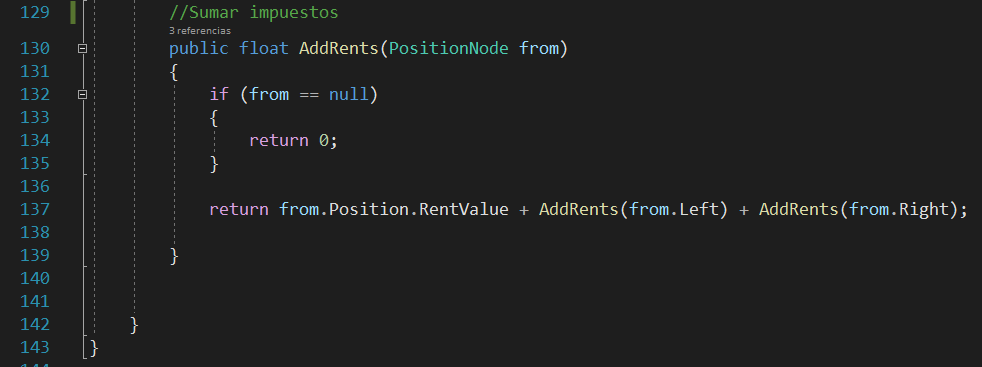 129 //Sumar impuestos
3 referencias
130 public float AddRents(PositionNode from)
131 {
132 if (from == null)
133 {
134 return 0;
135 }
136
137 return from.Position.RentValue + AddRents(from.Left) + AddRents(from.Right);
138
139 }
140
141
142 }
143 }